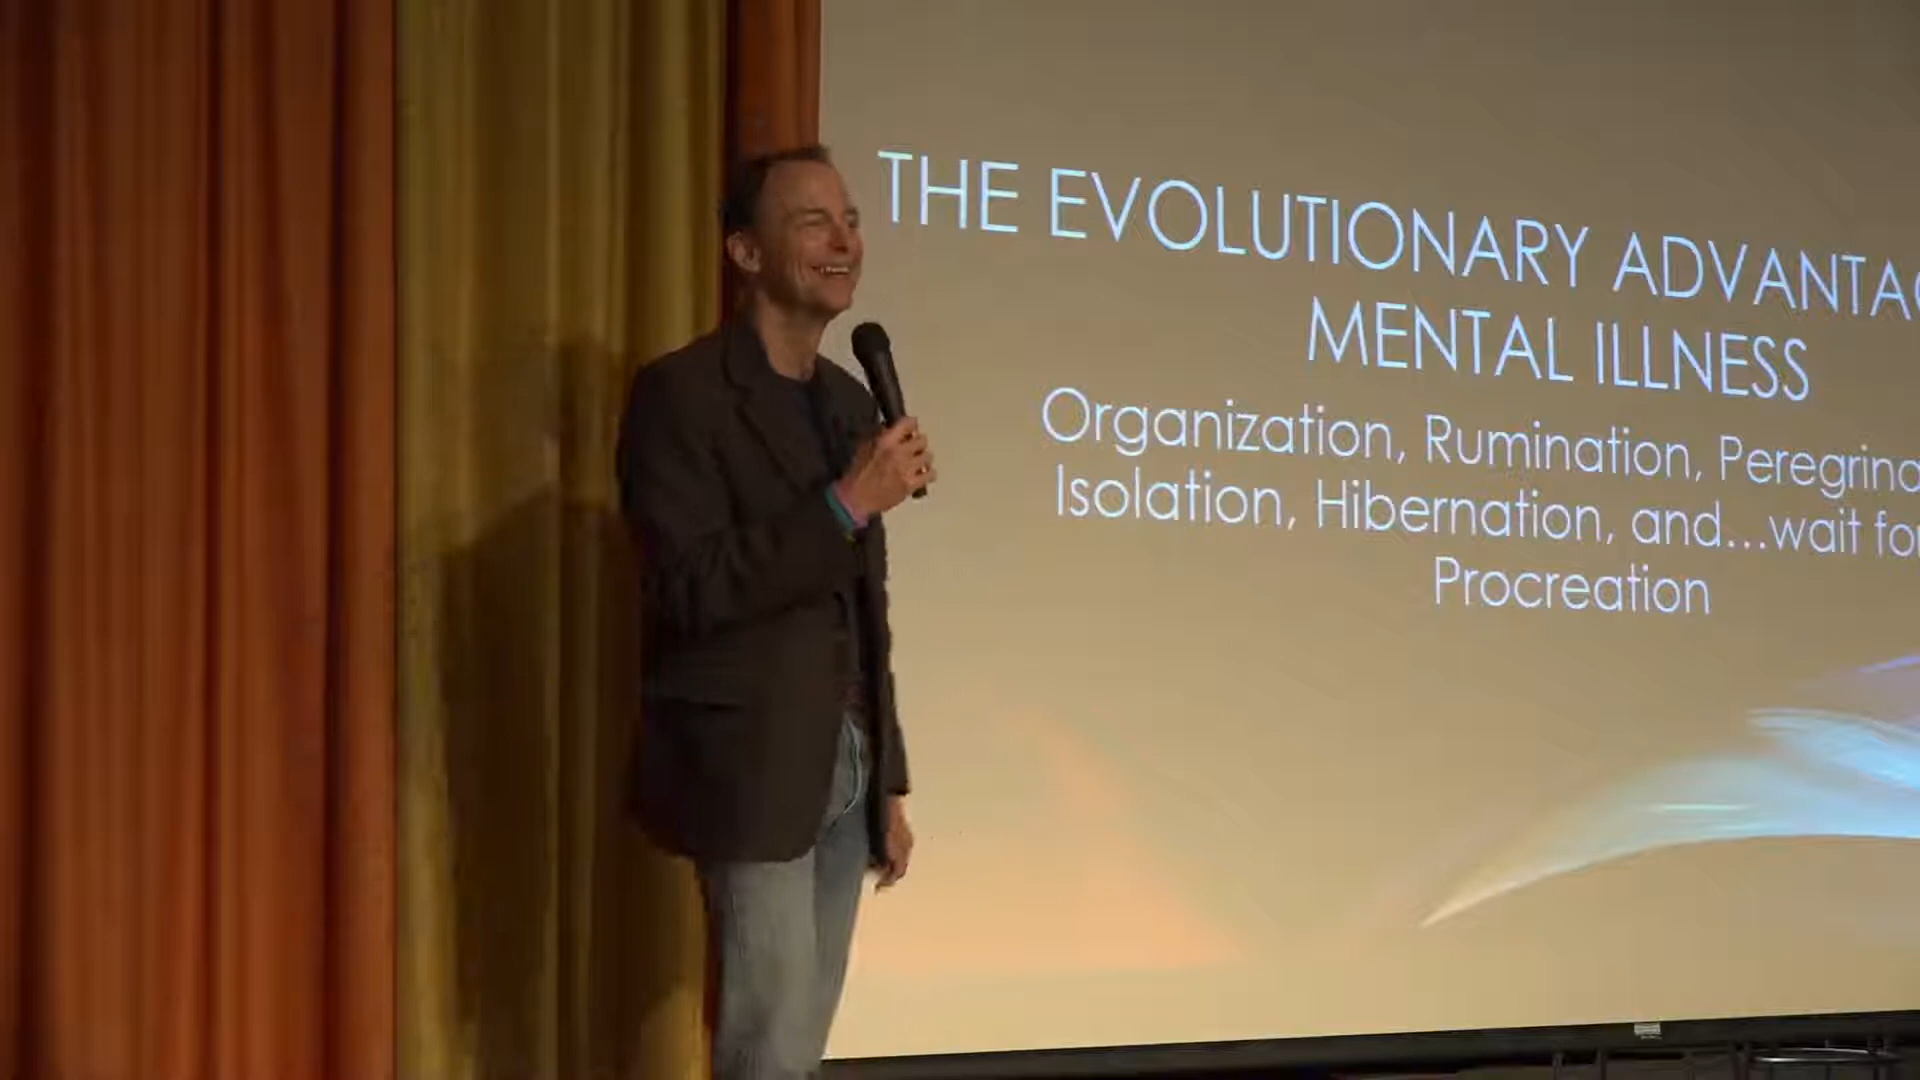 THE EVOLUTIONARY
MENTAL ILLNESS
Organization, Rumination,
Isolation, Hibernation, and...wait
Procreation